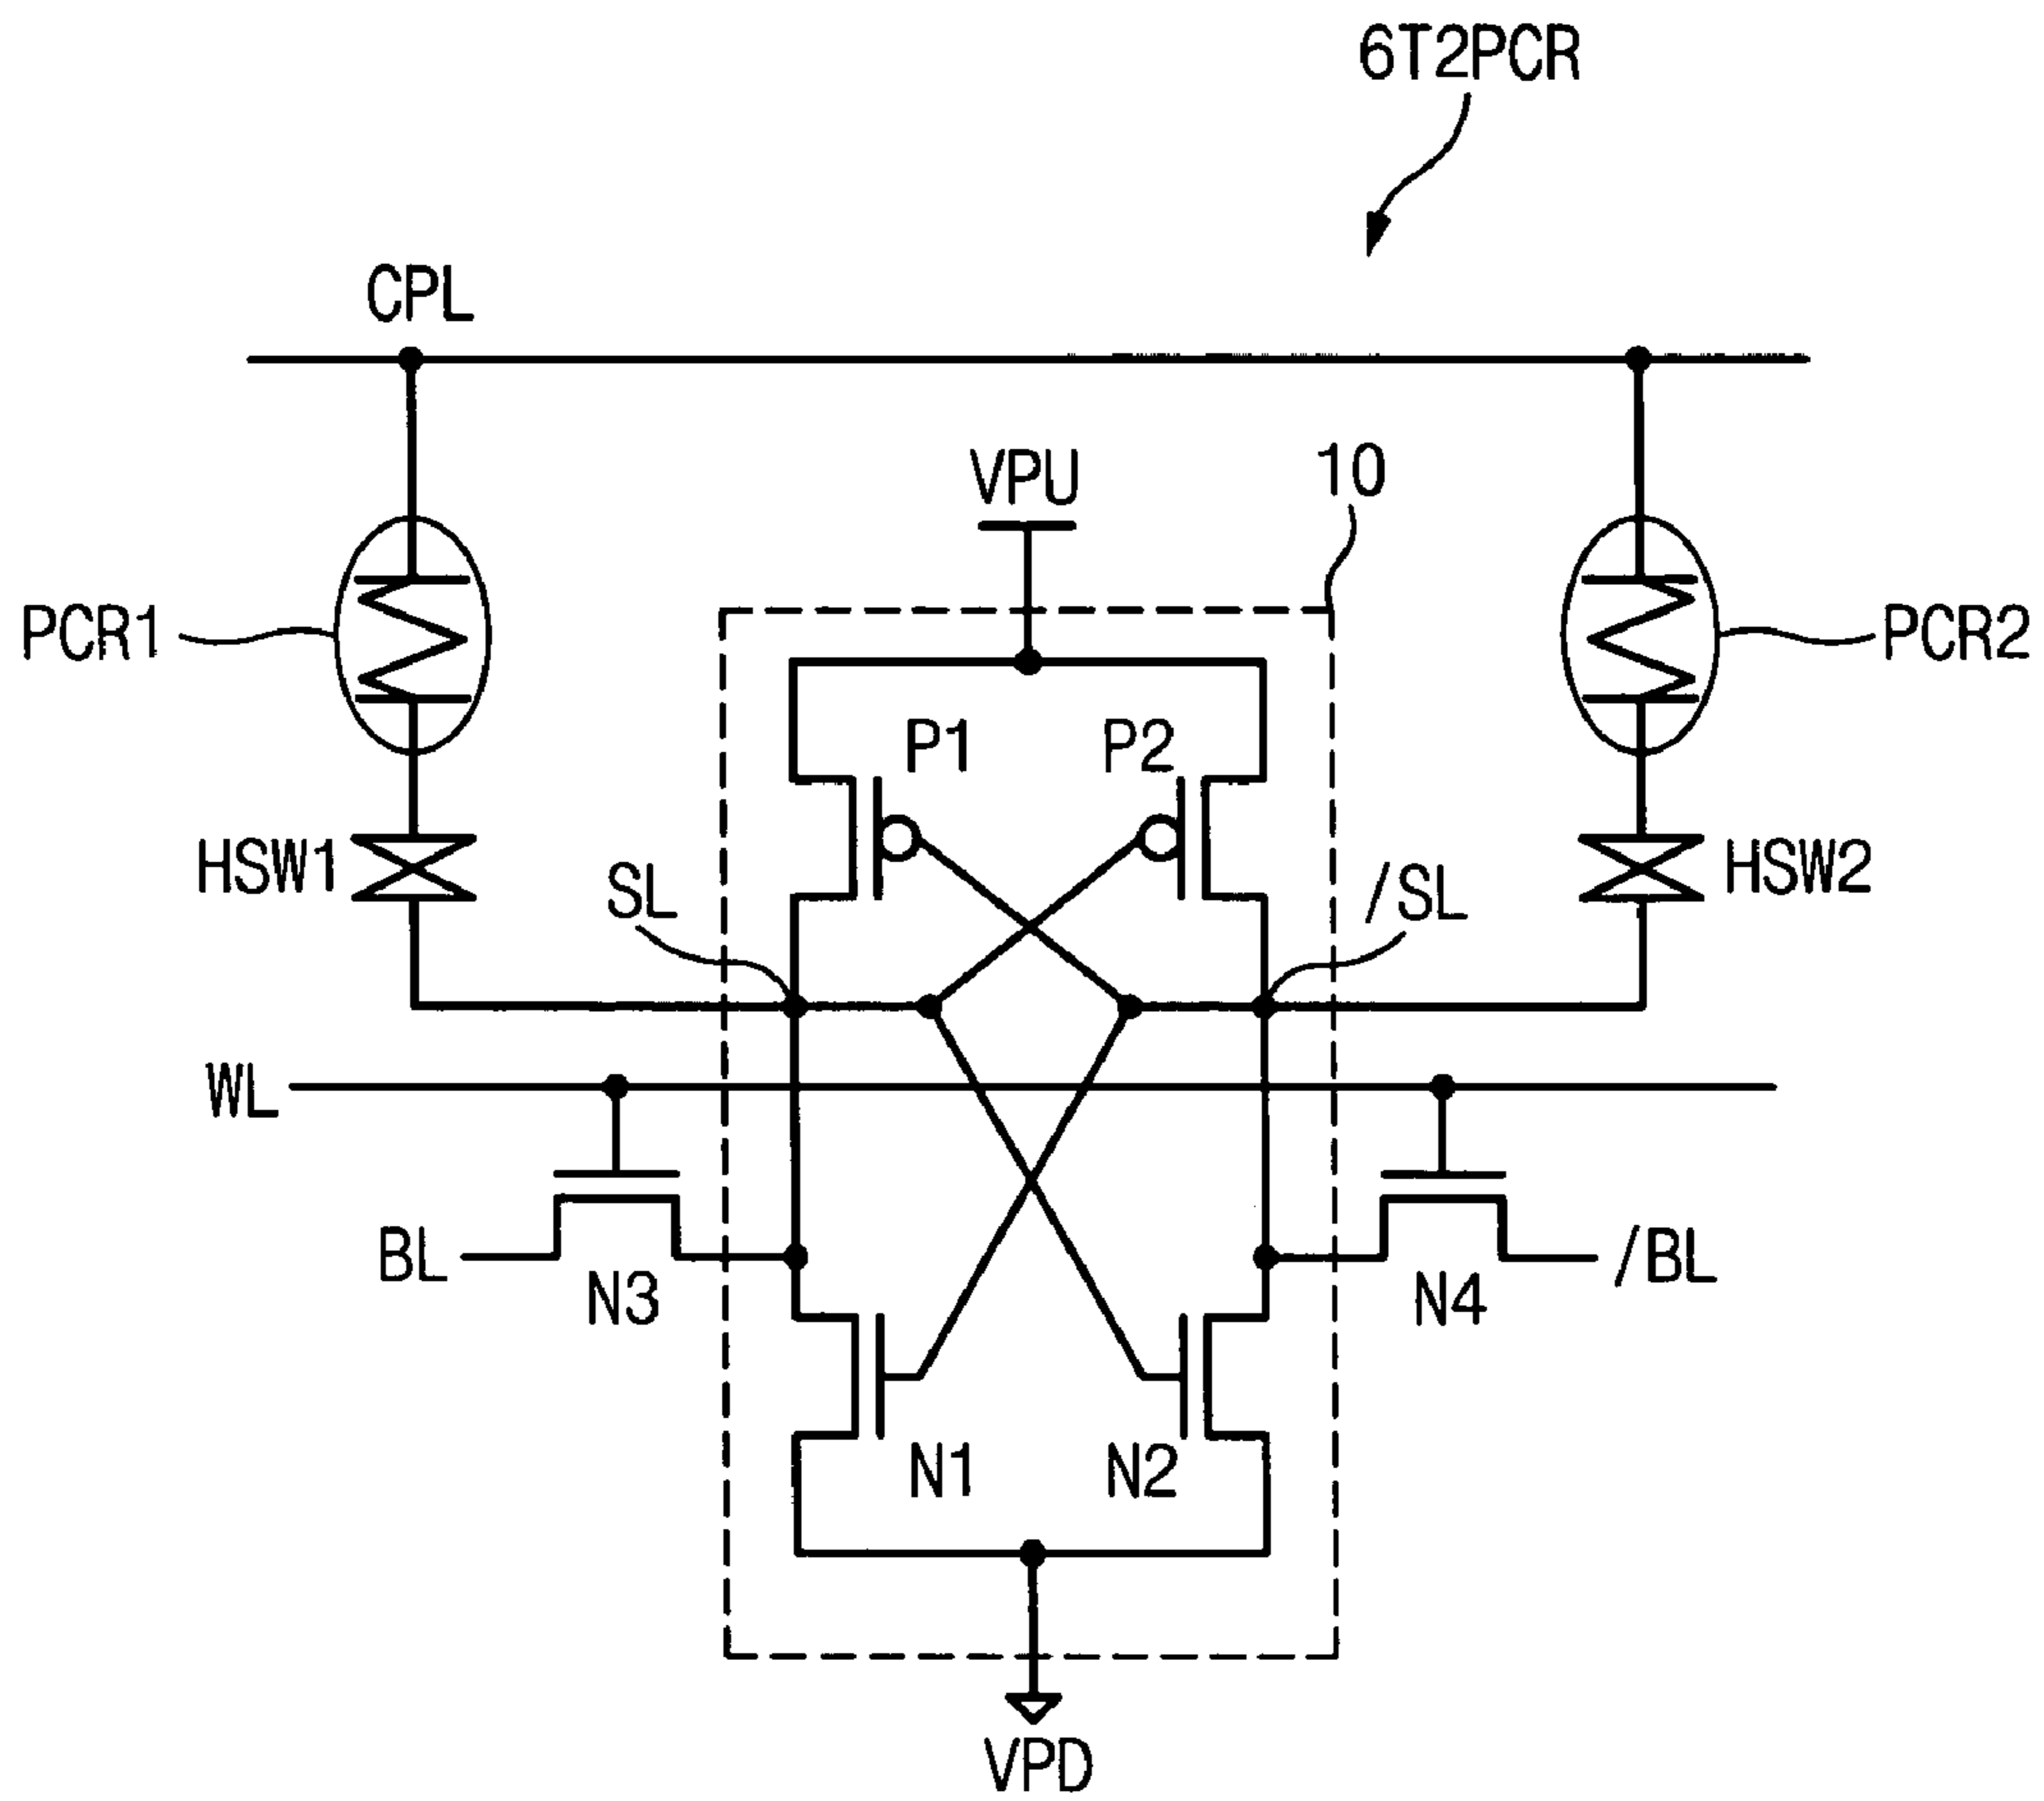 6T2PCR
CPL
VPU
10
PCR1
PCR2
P1
P2
HSW1
SL
/SL
HSW2
WL
BL
N3
N4
/BL
N1
N2
VPD